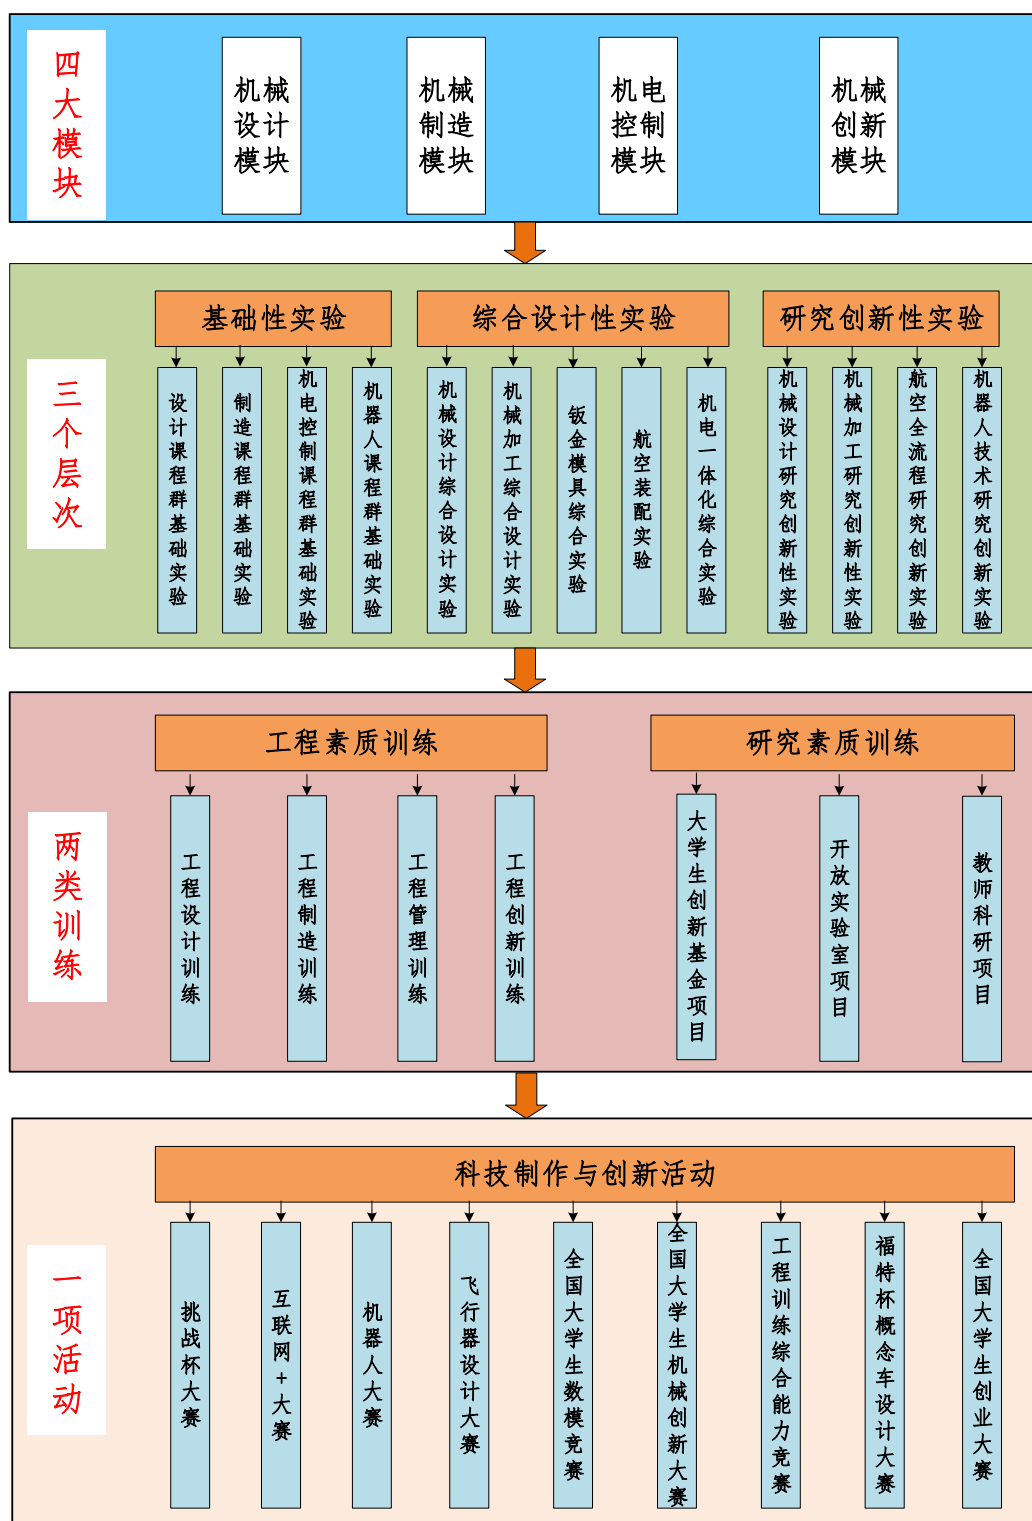 四大模块
机械
设计
模块
机械
制造
模块
机电
控制
模块
机械
创新
模块
三个层次
基础性实验
综合设计性实验
研究创新性实验
设计课程群基础实验
制造课程群基础实验
机电控制课程群基础实验
机器人课程群基础实验
机械设计综合设计实验
机械加工综合设计实验
钣金模具综合实验
航空装配实验
机电一体化综合实验
机械设计研究创新性实验
机械加工研究创新性实验
航空全流程研究创新实验
机器人技术研究创新实验
两类训练
工程素质训练
研究素质训练
工程设计训练
工程制造训练
工程管理训练
工程创新训练
大学生创新基金项目
开放实验室项目
教师科研项目
一项活动
科技制作与创新活动
挑战杯大赛
互联网+大赛
机器人大赛
飞行器设计大赛
全国大学生数模竞赛
全国大学生机械创新大赛
工程训练综合能力竞赛
福特杯概念车设计大赛
全国大学生创业大赛